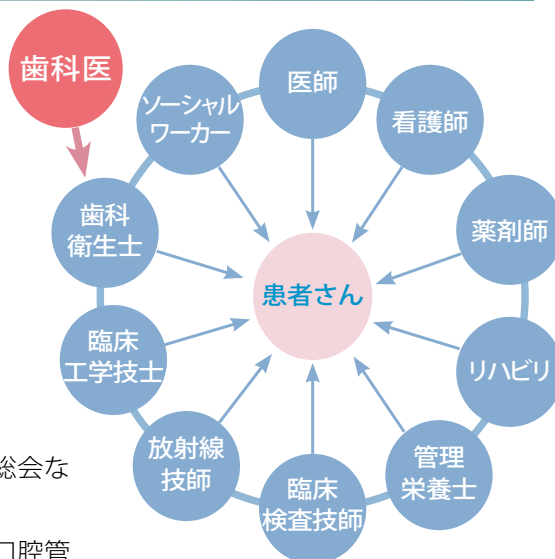 歯科医
ソーシャル
ワーカー
医師
看護師
歯科
衛生士
薬剤師
患者さん
臨床
工学技士
リハビリ
放射線
技師
臨床
検査技師
管理
栄養士
総会な
口腔管